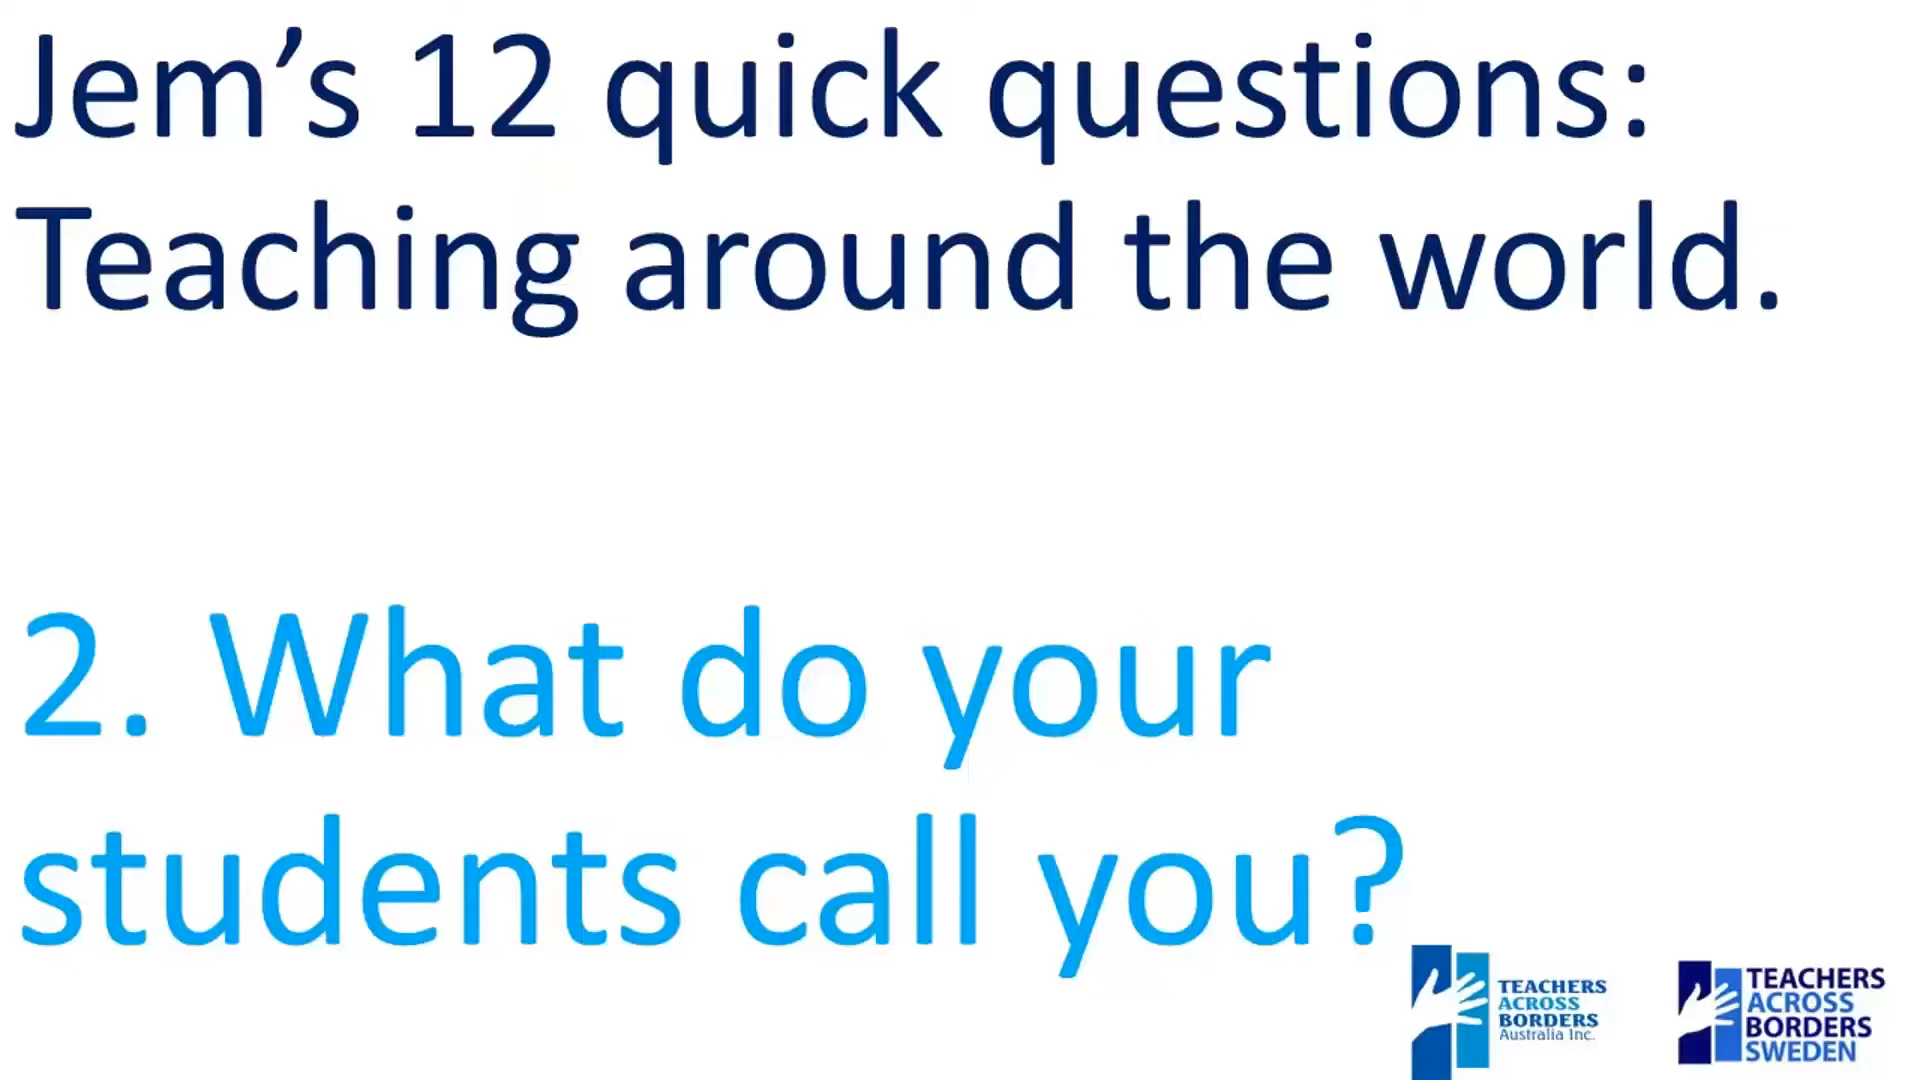 Jem’s 12 quick questions:
Teaching around the world.
2. What do your
students call you?
TEACHERS
ACROSS
BORDERS
Australia Inc.
TEACHERS
ACROSS
BORDERS
SWEDEN